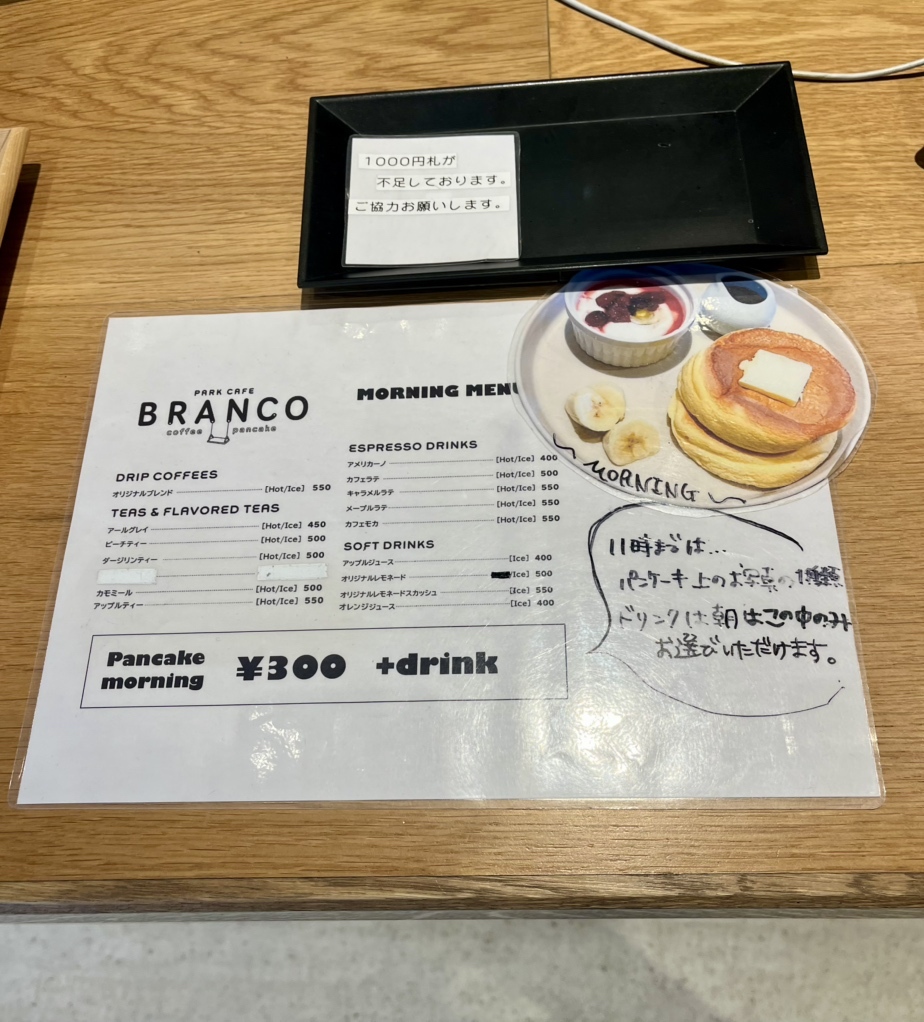 1000円札が
不足しております。
ご協力お願いします。
PARK CAFE
BRANCO
coffee pancake
MORNING MENU
DRIP COFFEES
オリジナルブレンド [Hot/Ice] 550
TEAS & FLAVORED TEAS
アールグレイ [Hot/Ice] 450
ピーチティー [Hot/Ice] 500
ダージリンティー [Hot/Ice] 500
カモミール [Hot/Ice] 500
アップルティー [Hot/Ice] 550
ESPRESSO DRINKS
アメリカーノ [Hot/Ice] 400
カフェラテ [Hot/Ice] 500
キャラメルラテ [Hot/Ice] 550
メープルラテ [Hot/Ice] 550
カフェモカ [Hot/Ice] 550
SOFT DRINKS
アップルジュース [Ice] 400
オリジナルレモネード /Ice] 500
オリジナルレモネードスカッシュ [Ice] 550
オレンジジュース [Ice] 400
Pancake
morning
¥300 +drink
~MORNING~
11時までは...
パンケーキ上のお写真の
ドリンクは朝はこの中のみ
お選びいただけます。